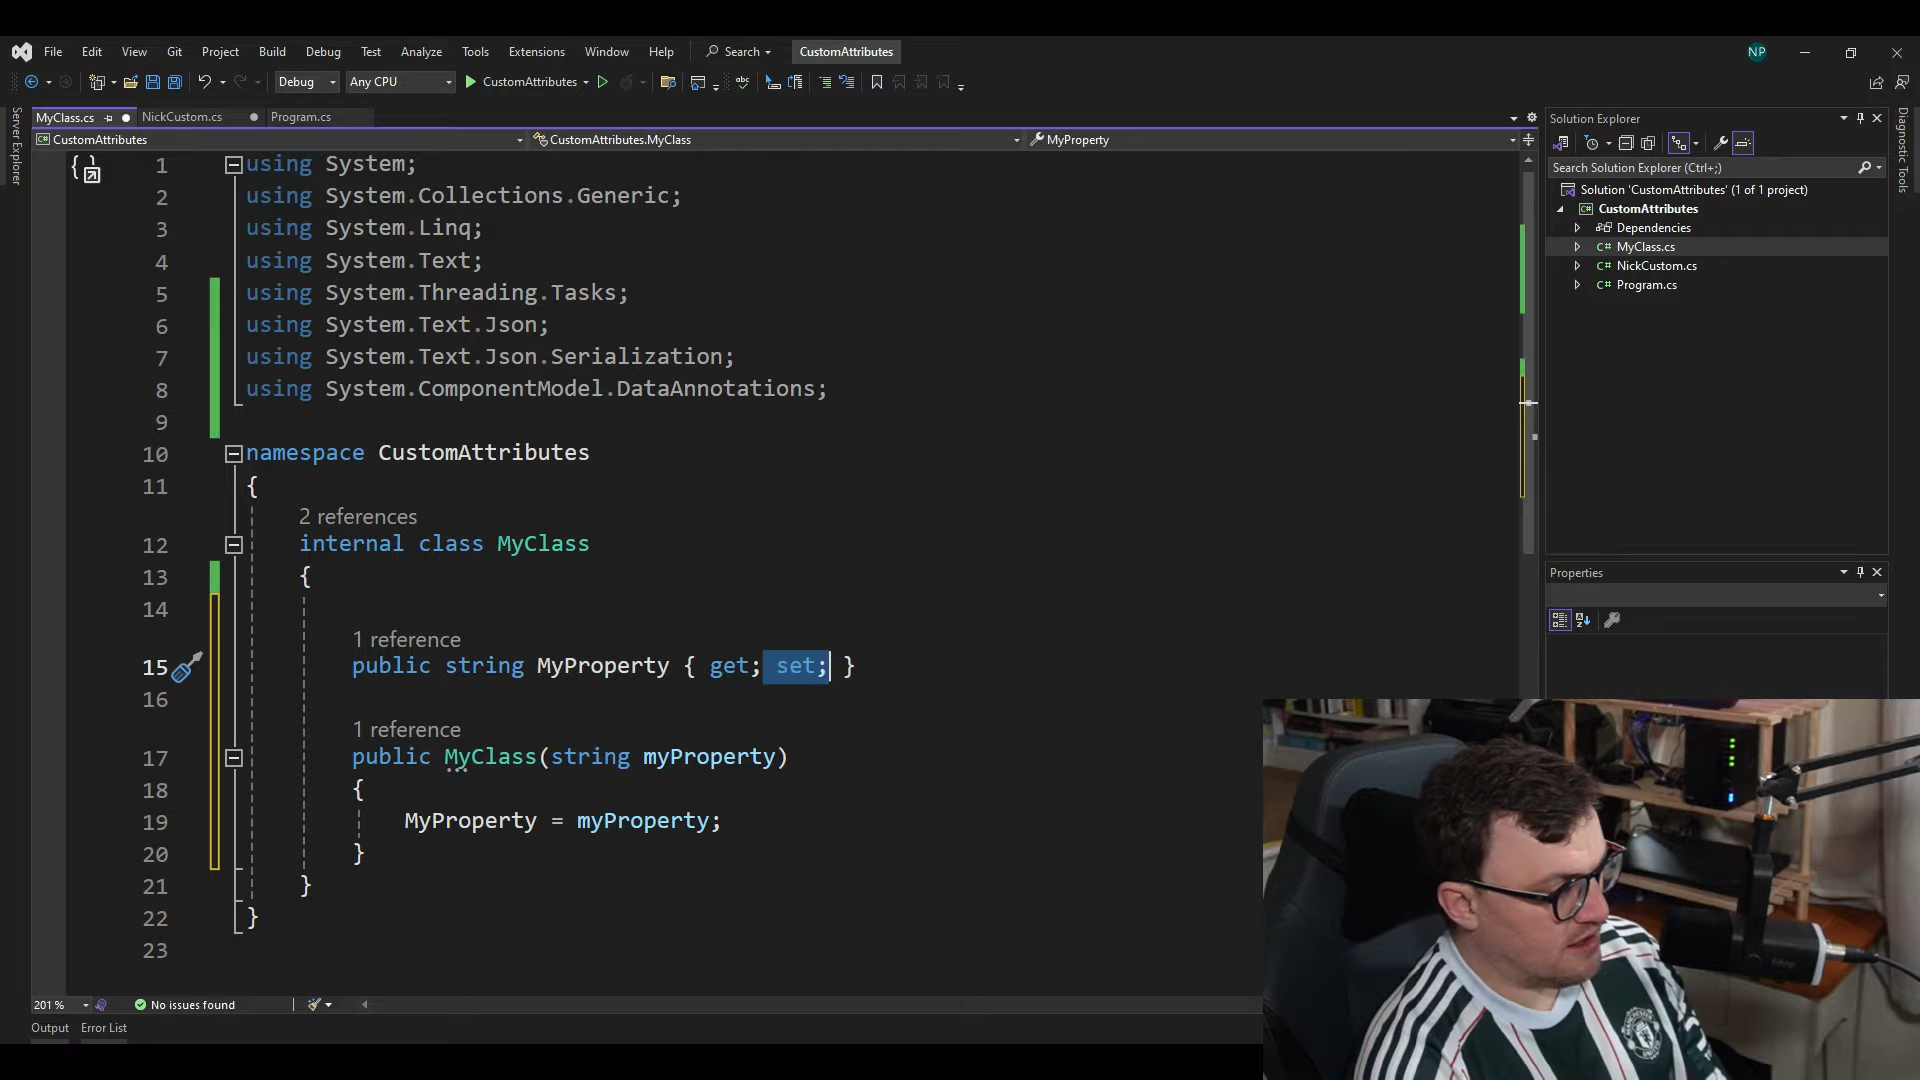 File Edit View Git Project Build Debug Test Analyze Tools Extensions Window Help Search CustomAttributes NP
Debug Any CPU CustomAttributes
MyClass.cs NickCustom.cs Program.cs
CustomAttributes CustomAttributes.MyClass MyProperty
Server Explorer
1 using System;
2 using System.Collections.Generic;
3 using System.Linq;
4 using System.Text;
5 using System.Threading.Tasks;
6 using System.Text.Json;
7 using System.Text.Json.Serialization;
8 using System.ComponentModel.DataAnnotations;
9
10 namespace CustomAttributes
11 {
2 references
12 internal class MyClass
13 {
14
1 reference
15 public string MyProperty { get; set; }
16
1 reference
17 public MyClass(string myProperty)
18 {
19 MyProperty = myProperty;
20 }
21 }
22 }
23
201 % No issues found
Output Error List
Solution Explorer
Search Solution Explorer (Ctrl+;)
Solution 'CustomAttributes' (1 of 1 project)
C# CustomAttributes
Dependencies
C# MyClass.cs
C# NickCustom.cs
C# Program.cs
Properties
Diagnostic Tools